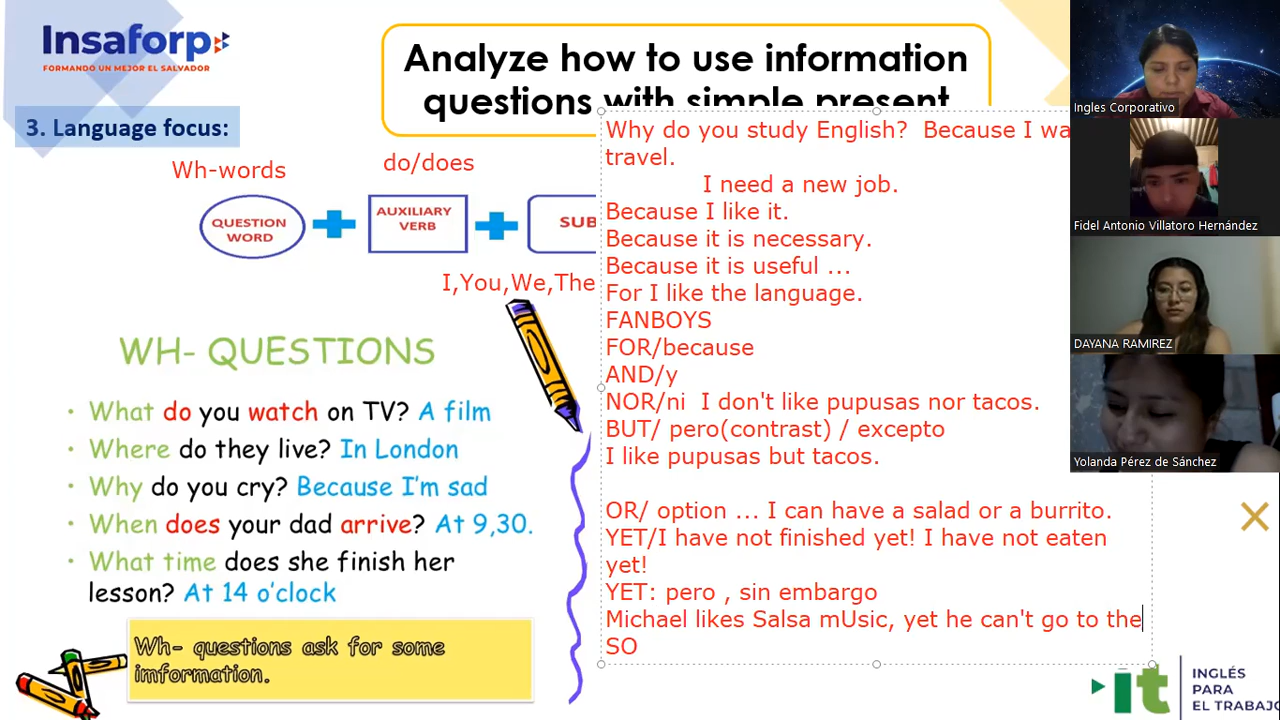 Insaforp
FORMANDO UN MEJOR EL SALVADOR
Analyze how to use information
questions with simple present
3. Language focus:
Wh-words
do/does
QUESTION
WORD
AUXILIARY
VERB
SUB
I,You,We,The
WH- QUESTIONS
• What do you watch on TV? A film
• Where do they live? In London
• Why do you cry? Because I'm sad
• When does your dad arrive? At 9,30.
• What time does she finish her
lesson? At 14 o'clock
Wh- questions ask for some
imformation.
Why do you study English? Because I wa
travel.
I need a new job.
Because I like it.
Because it is necessary.
Because it is useful ...
For I like the language.
FANBOYS
FOR/because
AND/y
NOR/ni I don't like pupusas nor tacos.
BUT/ pero(contrast) / excepto
I like pupusas but tacos.
OR/ option ... I can have a salad or a burrito.
YET/I have not finished yet! I have not eaten
yet!
YET: pero , sin embargo
Michael likes Salsa mUsic, yet he can't go to the
SO
Ingles Corporativo
Fidel Antonio Villatoro Hernández
DAYANA RAMIREZ
Yolanda Pérez de Sánchez
it
INGLÉS
PARA
EL TRABAJO